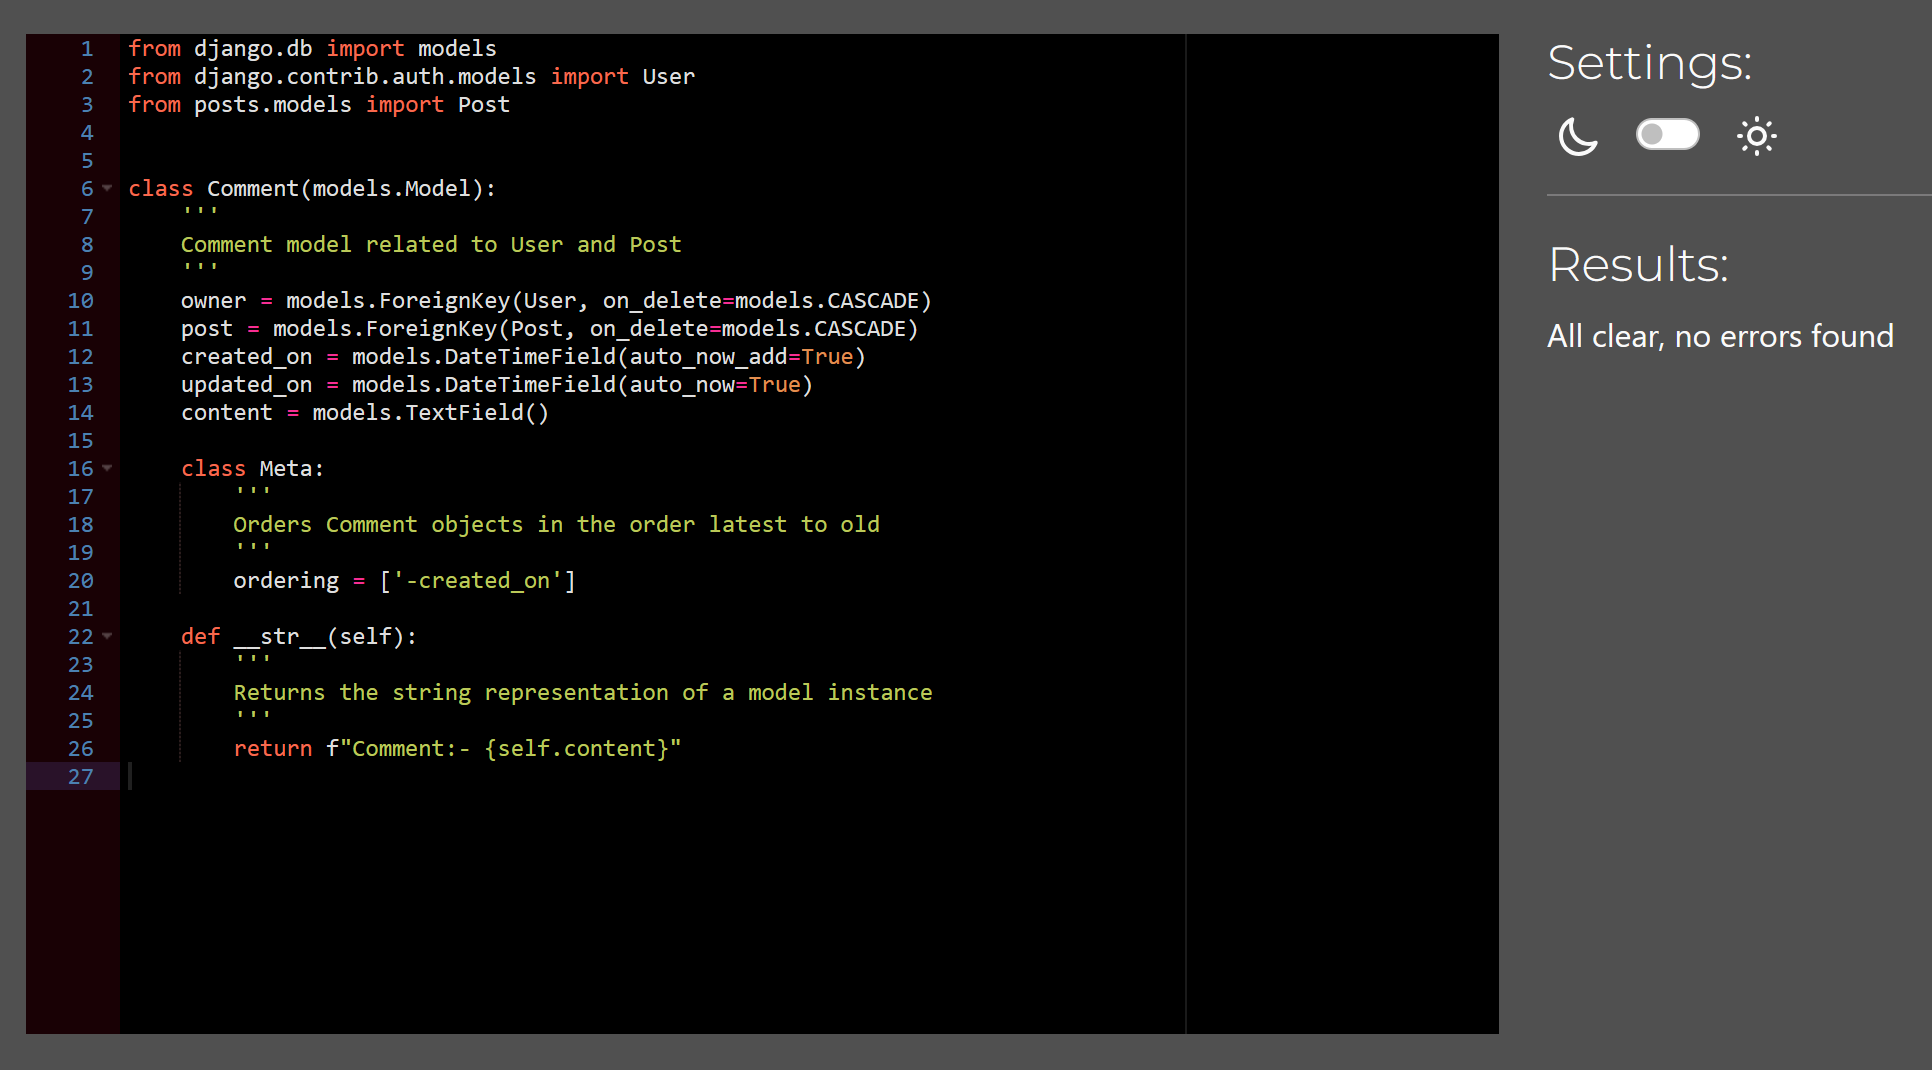 1 from django.db import models
2 from django.contrib.auth.models import User
3 from posts.models import Post
4
5
6 class Comment(models.Model):
7     '''
8     Comment model related to User and Post
9     '''
10     owner = models.ForeignKey(User, on_delete=models.CASCADE)
11     post = models.ForeignKey(Post, on_delete=models.CASCADE)
12     created_on = models.DateTimeField(auto_now_add=True)
13     updated_on = models.DateTimeField(auto_now=True)
14     content = models.TextField()
15
16     class Meta:
17         '''
18         Orders Comment objects in the order latest to old
19         '''
20         ordering = ['-created_on']
21
22     def __str__(self):
23         '''
24         Returns the string representation of a model instance
25         '''
26         return f"Comment:- {self.content}"
27
Settings:
Results:
All clear, no errors found